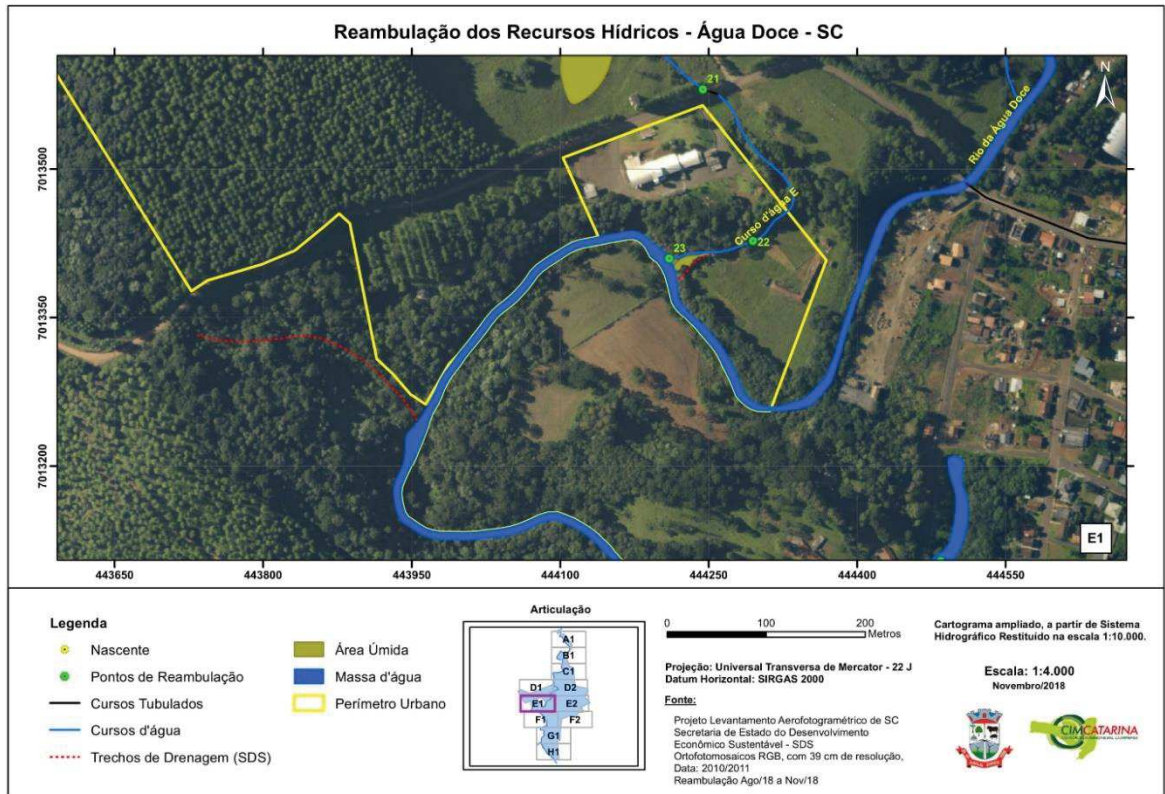 Reambulação dos Recursos Hídricos - Água Doce - SC
N
21
Rio da Água Doce
Curso d'água E
22
23
7013500
7013350
7013200
E1
443650
443800
443950
444100
444250
444400
444550
Legenda
Nascente
Pontos de Reambulação
Cursos Tubulados
Cursos d'água
Trechos de Drenagem (SDS)
Área Úmida
Massa d'água
Perímetro Urbano
Articulação
A1
B1
C1
D1
D2
E1
E2
F1
F2
G1
H1
0
100
200
Metros
Projeção: Universal Transversa de Mercator - 22 J
Datum Horizontal: SIRGAS 2000
Fonte:
Projeto Levantamento Aerofotogramétrico de SC
Secretaria de Estado do Desenvolvimento
Econômico Sustentável - SDS
Ortofotomosaicos RGB, com 39 cm de resolução,
Data: 2010/2011
Reambulação Ago/18 a Nov/18
Cartograma ampliado, a partir de Sistema
Hidrográfico Restituído na escala 1:10.000.
Escala: 1:4.000
Novembro/2018
CIMCATARINA